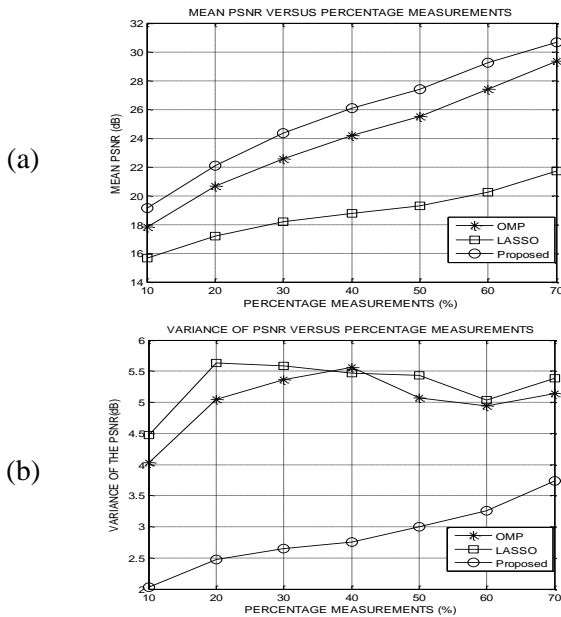 MEAN PSNR VERSUS PERCENTAGE MEASUREMENTS
32
30
28
26
24
22
20
18
16
14
MEAN PSNR (dB)
(a)
OMP
LASSO
Proposed
10 20 30 40 50 60 70
PERCENTAGE MEASUREMENTS (%)
VARIANCE OF PSNR VERSUS PERCENTAGE MEASUREMENTS
6
5.5
5
4.5
4
3.5
3
2.5
2
VARIANCE OF THE PSNR(dB)
(b)
OMP
LASSO
Proposed
10 20 30 40 50 60 70
PERCENTAGE MEASUREMENTS (%)